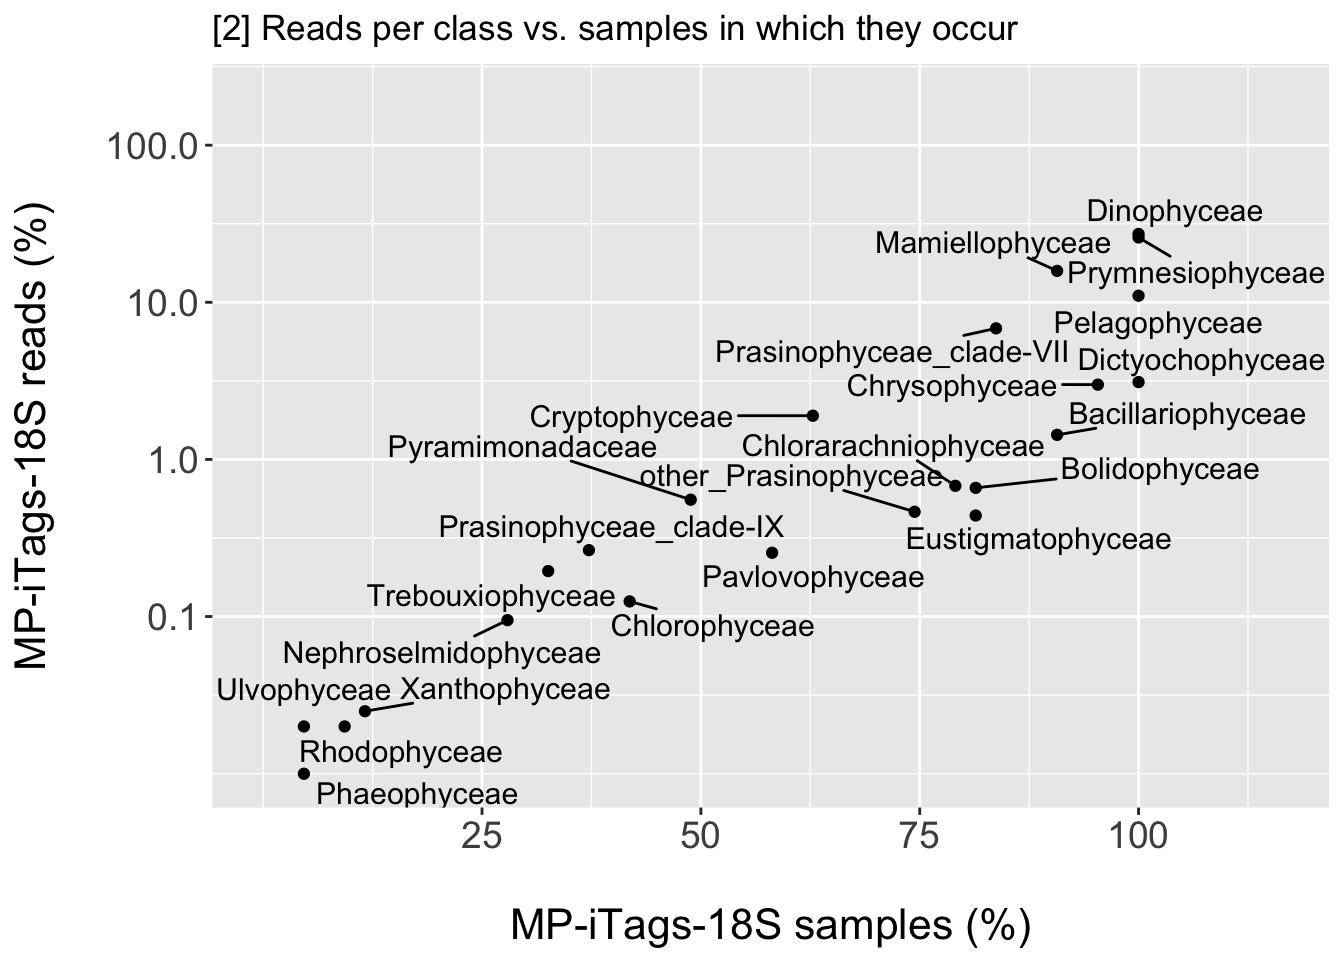 [2] Reads per class vs. samples in which they occur
MP-iTags-18S reads (%)
100.0
10.0
1.0
0.1
Dinophyceae
Mamiellophyceae
Prymnesiophyceae
Pelagophyceae
Prasinophyceae_clade-VII
Dictyochophyceae
Chrysophyceae
Cryptophyceae
Bacillariophyceae
Pyramimonadaceae
Chlorarachniophyceae
other_Prasinophyceae
Bolidophyceae
Prasinophyceae_clade-IX
Eustigmatophyceae
Pavlovophyceae
Trebouxiophyceae
Chlorophyceae
Nephroselmidophyceae
Ulvophyceae
Xanthophyceae
Rhodophyceae
Phaeophyceae
25
50
75
100
MP-iTags-18S samples (%)